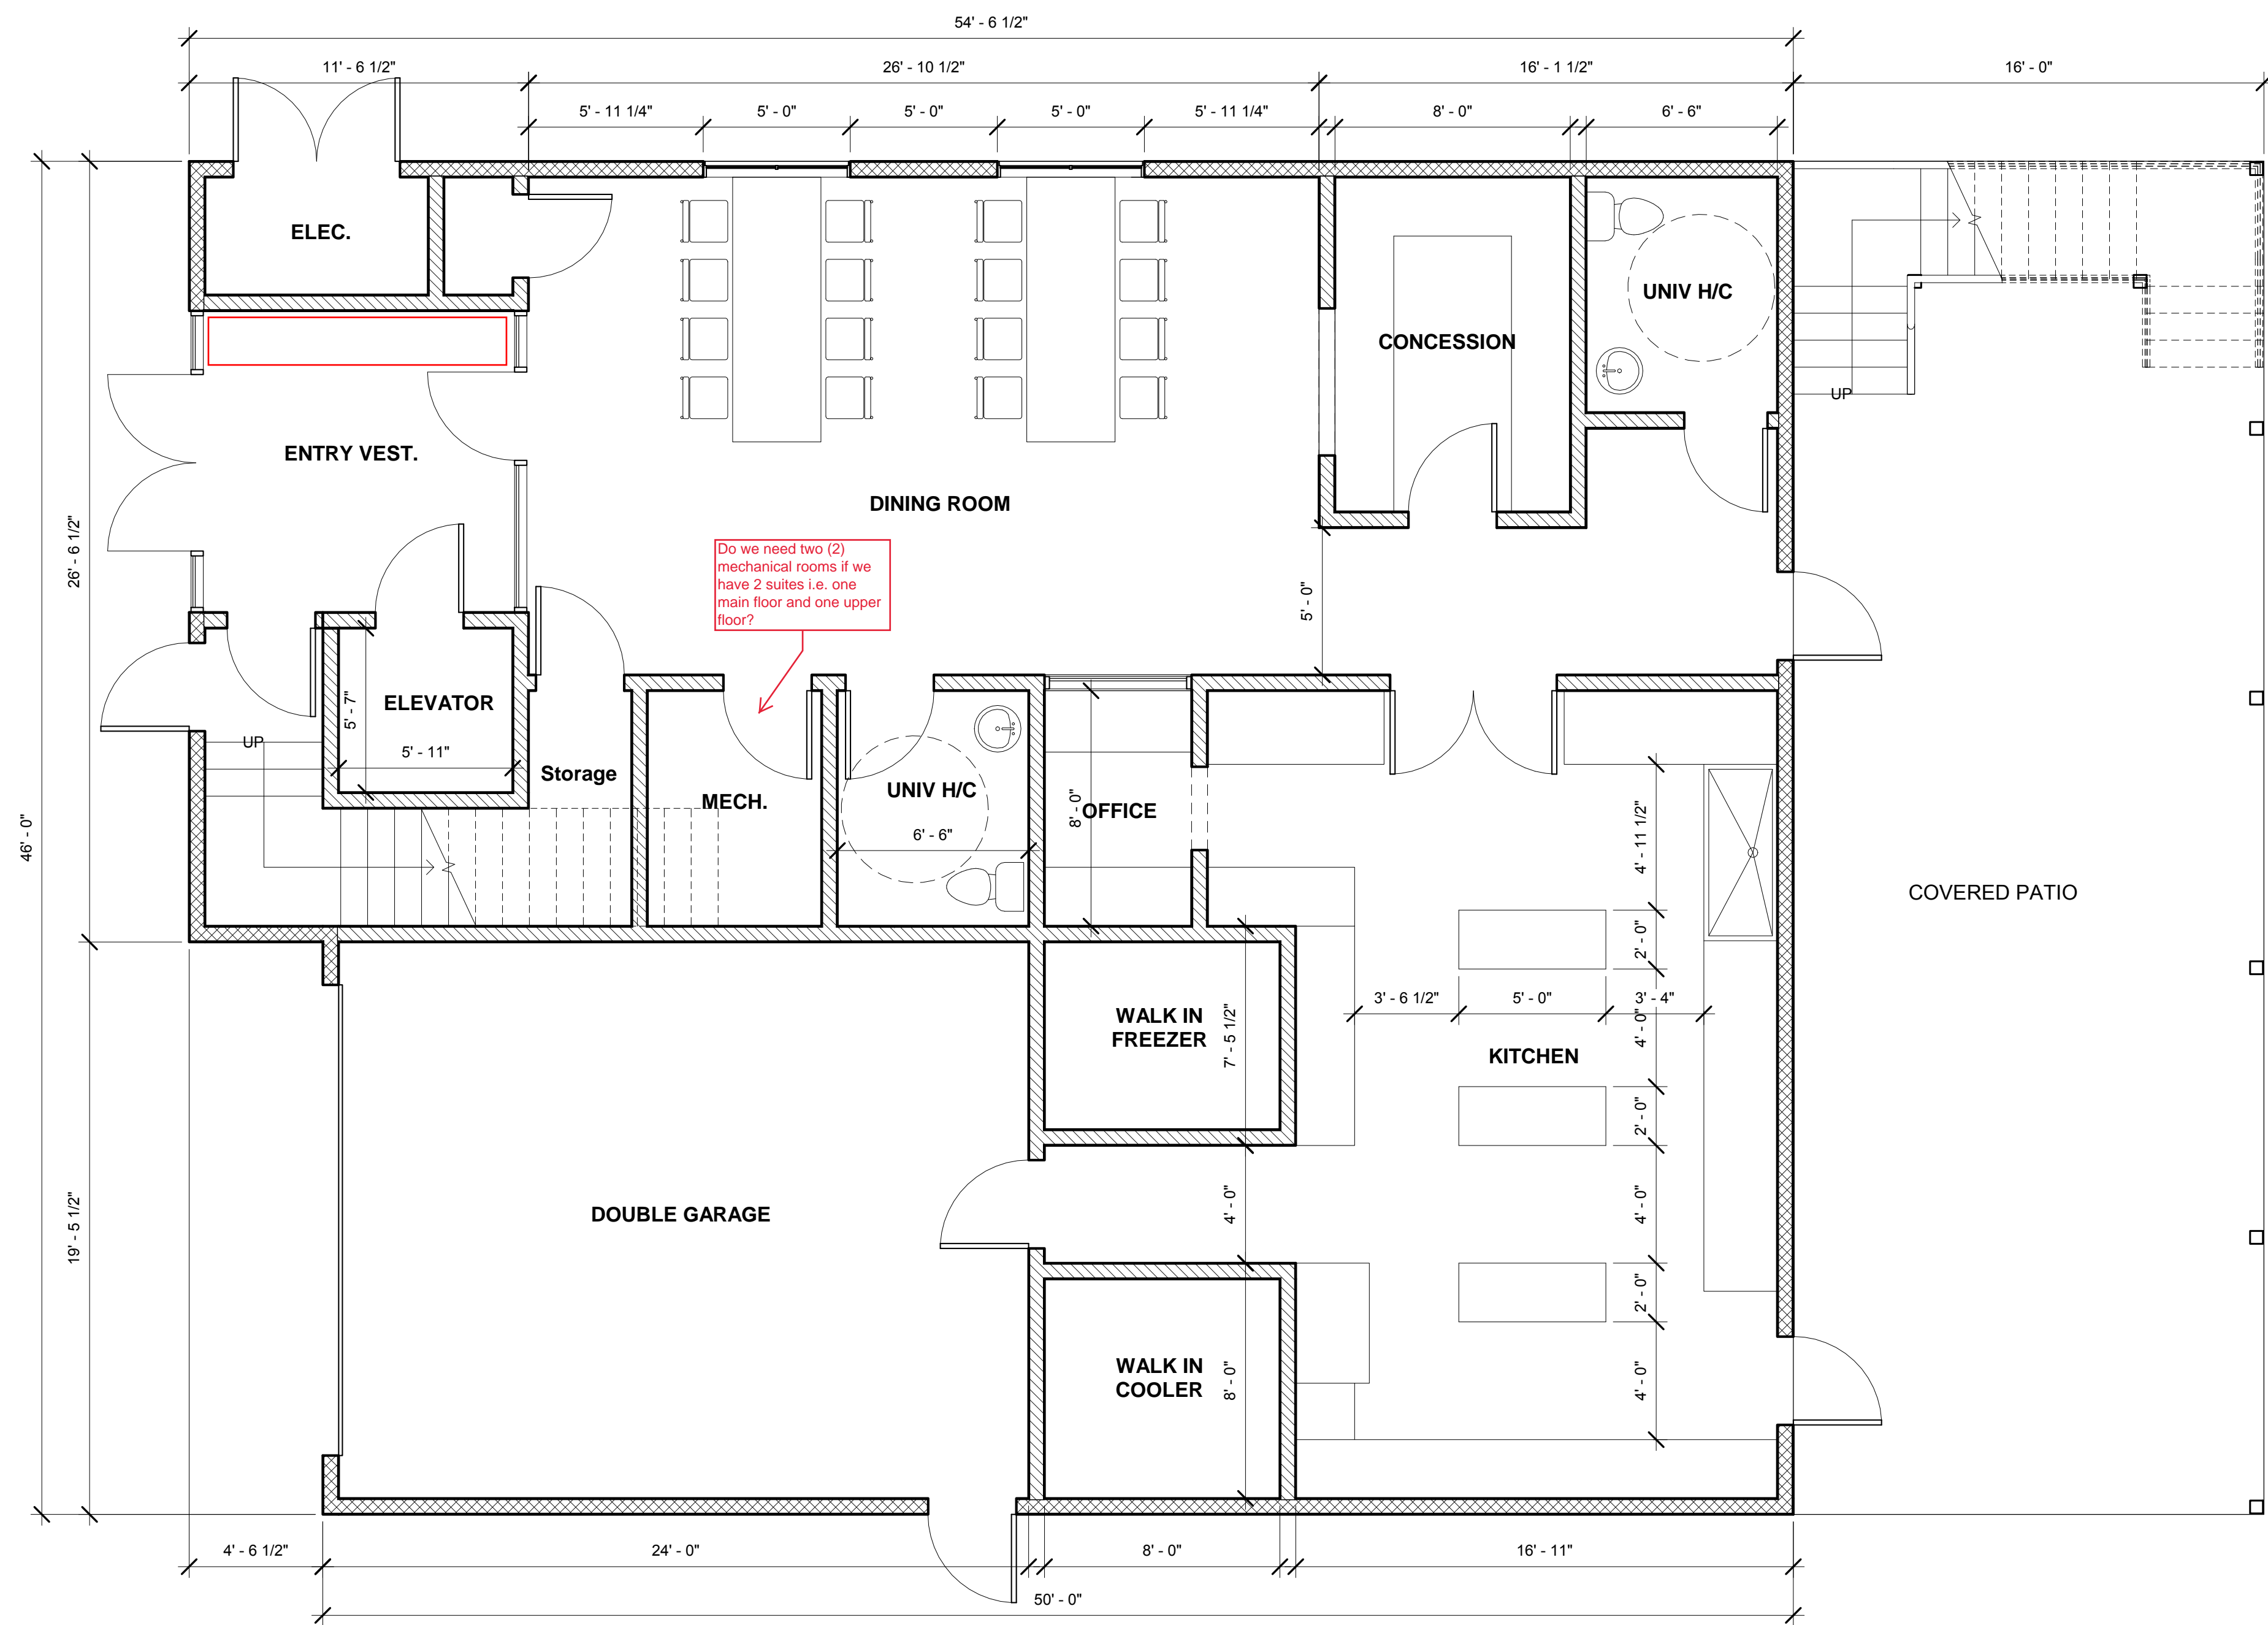 54' - 6 1/2"
11' - 6 1/2"
26' - 10 1/2"
16' - 1 1/2"
16' - 0"
5' - 11 1/4"
5' - 0"
5' - 0"
5' - 0"
5' - 11 1/4"
8' - 0"
6' - 6"
ELEC.
UNIV H/C
CONCESSION
UP
ENTRY VEST.
DINING ROOM
26' - 6 1/2"
Do we need two (2)
mechanical rooms if we
have 2 suites i.e. one
main floor and one upper
floor?
5' - 0"
ELEVATOR
5' - 7"
5' - 11"
UP
Storage
MECH.
UNIV H/C
6' - 6"
8' - 0"
OFFICE
4' - 11 1/2"
46' - 0"
COVERED PATIO
2' - 0"
3' - 6 1/2"
5' - 0"
3' - 4"
WALK IN
FREEZER
7' - 5 1/2"
4' - 0"
KITCHEN
2' - 0"
19' - 5 1/2"
DOUBLE GARAGE
4' - 0"
4' - 0"
2' - 0"
WALK IN
COOLER
8' - 0"
4' - 0"
4' - 6 1/2"
24' - 0"
8' - 0"
16' - 11"
50' - 0"